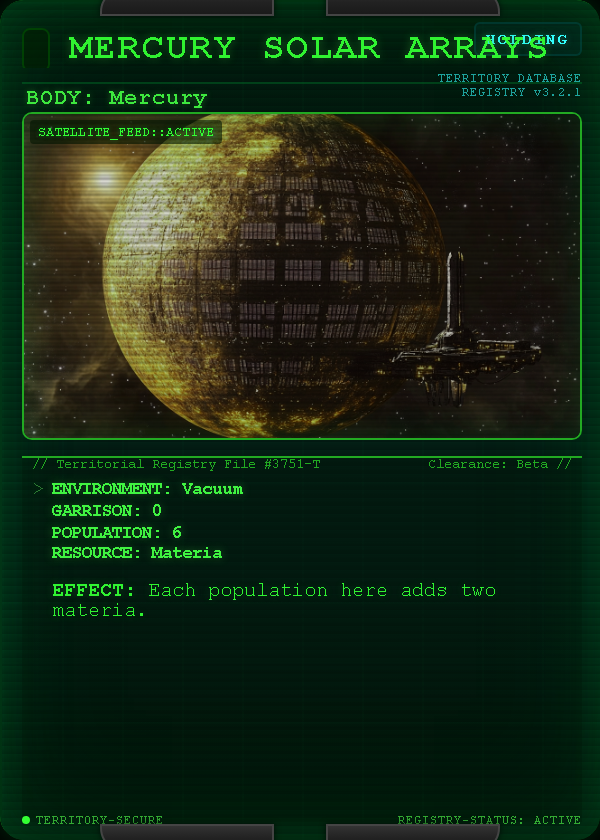 MERCURY SOLAR ARRAYS
HOLDING
TERRITORY DATABASE
REGISTRY v3.2.1
BODY: Mercury
SATELLITE_FEED::ACTIVE
// Territorial Registry File #3751-T
Clearance: Beta //
> ENVIRONMENT: Vacuum
GARRISON: 0
POPULATION: 6
RESOURCE: Materia
EFFECT: Each population here adds two
materia.
TERRITORY-SECURE
REGISTRY-STATUS: ACTIVE